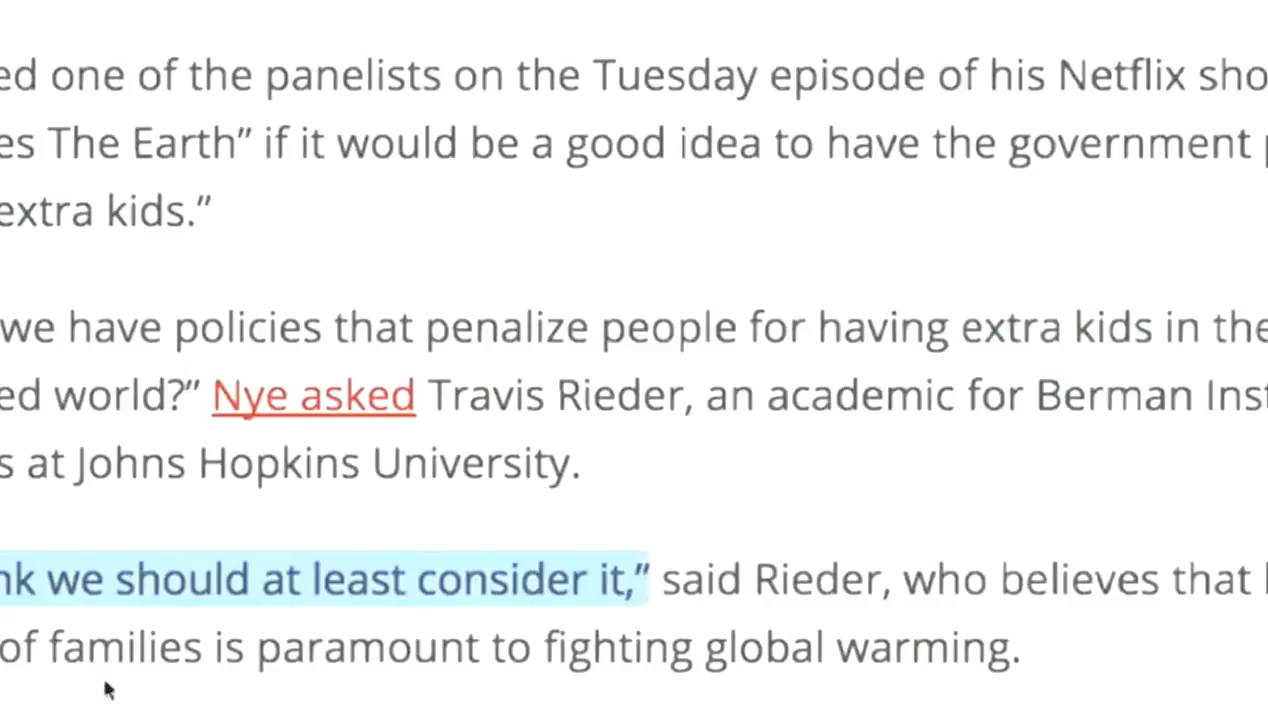 ed one of the panelists on the Tuesday episode of his Netflix sho
es The Earth” if it would be a good idea to have the government p
extra kids.”
we have policies that penalize people for having extra kids in the
ed world?” Nye asked Travis Rieder, an academic for Berman Inst
s at Johns Hopkins University.
nk we should at least consider it,” said Rieder, who believes that
of families is paramount to fighting global warming.